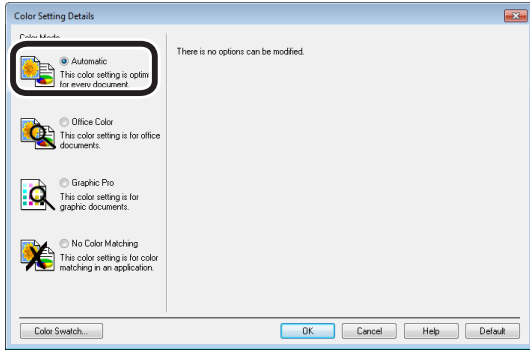 Color Setting Details
Color Mode
There is no options can be modified.
Automatic
This color setting is optim
for every document.
Office Color
This color setting is for office
documents.
Graphic Pro
This color setting is for
graphic documents.
No Color Matching
This color setting is for color
matching in an application.
Color Swatch...
OK
Cancel
Help
Default